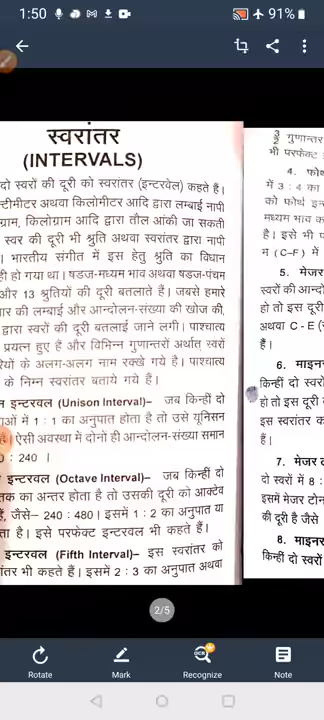 1:50
91%
स्वरांतर
(INTERVALS)
दो स्वरों की दूरी को स्वरांतर (इन्टरवेल) कहते हैं।
टीमीटर अथवा किलोमीटर आदि द्वारा लम्बाई नापी
ग्राम, किलोग्राम आदि द्वारा तौल आंकी जा सकती
स्वर की दूरी भी श्रुति अथवा स्वरांतर द्वारा नापी
। भारतीय संगीत में इस हेतु श्रुति का विधान
ही हो गया था। षडज-मध्यम भाव अथवा षडज-पंचम
और 13 श्रुतियों की दूरी बतलाते हैं। जबसे हमारे
ार की लम्बाई और आन्दोलन-संख्या की खोज की,
द्वारा स्वरों की दूरी बतलाई जाने लगी। पाश्चात्य
प्रयत्न हुए हैं और विभिन्न गुणान्तरों अर्थात् स्वरों
रियों के अलग-अलग नाम रक्खे गये है। पाश्चात्य
के निम्न स्वरांतर बताये गये है।
न इन्टरवल (Unison Interval)– जब किन्हीं दो
ाओं में 1 : 1 का अनुपात होता है तो उसे यूनिसन
हैं। ऐसी अवस्था में दोनो ही आन्दोलन-संख्या समान
0 : 240 ।
इन्टरवल (Octave Interval)– जब किन्हीं दो
तक का अन्तर होता है तो उसकी दूरी को आक्टेव
हैं, जैसे– 240 : 480। इसमें 1 : 2 का अनुपात या
ता है। इसे परफेक्ट इन्टरवल भी कहते हैं।
इन्टरवल (Fifth Interval)– इस स्वरांतर को
ांतर भी कहते हैं। इसमें 2 : 3 का अनुपात अथवा
3/2 गुणान्तर
भी परफेक्ट
4. फोर्थ
में 3 : 4 का
को फोर्थ इन
मध्यम भाव क
है। इसे भी प
म (C–F) में
5. मेजर
स्वरों की आन्दो
हो तो इस दूरी
अथवा C - E (
हैं।
6. माइनर
किन्हीं दो स्वरों
हो तो इस दूरी
इस स्वरांतर क
हैं।
7. मेजर ट
दो स्वरों में 8 :
इसमें मेजर टोन
की दूरी है जैसे
8. माइनर
किन्हीं दो स्वरों
2/5
Rotate
Mark
OCR
Recognize
Note